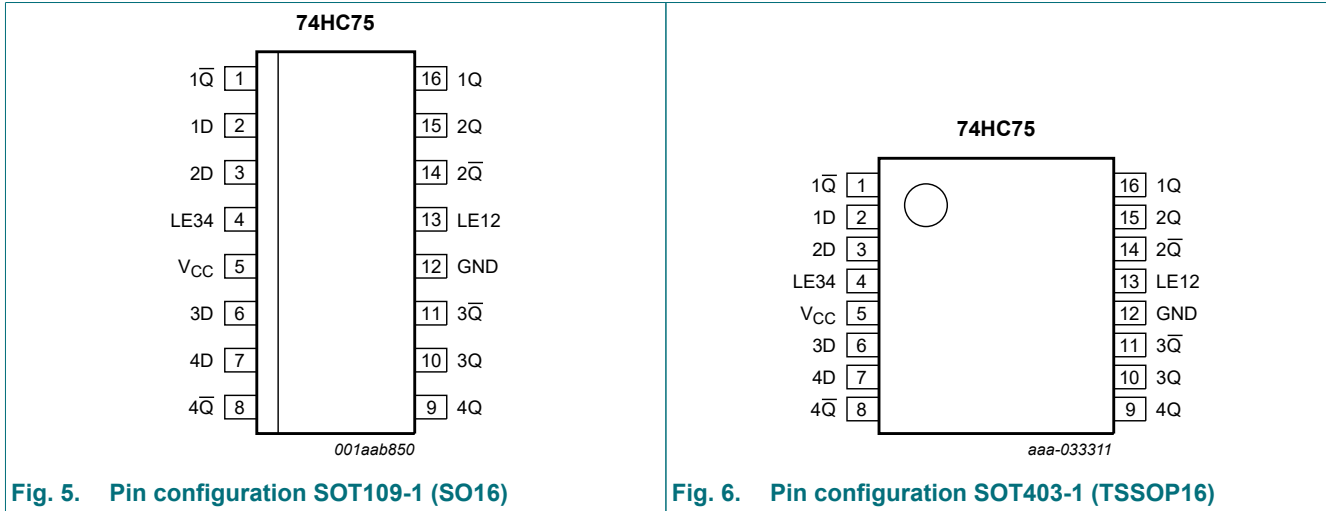 74HC75
1Q̅ 1 16 1Q
1D 2 15 2Q
2D 3 14 2Q̅
LE34 4 13 LE12
VCC 5 12 GND
3D 6 11 3Q̅
4D 7 10 3Q
4Q̅ 8 9 4Q
001aab850
Fig. 5. Pin configuration SOT109-1 (SO16)
74HC75
1Q̅ 1 16 1Q
1D 2 15 2Q
2D 3 14 2Q̅
LE34 4 13 LE12
VCC 5 12 GND
3D 6 11 3Q̅
4D 7 10 3Q
4Q̅ 8 9 4Q
aaa-033311
Fig. 6. Pin configuration SOT403-1 (TSSOP16)